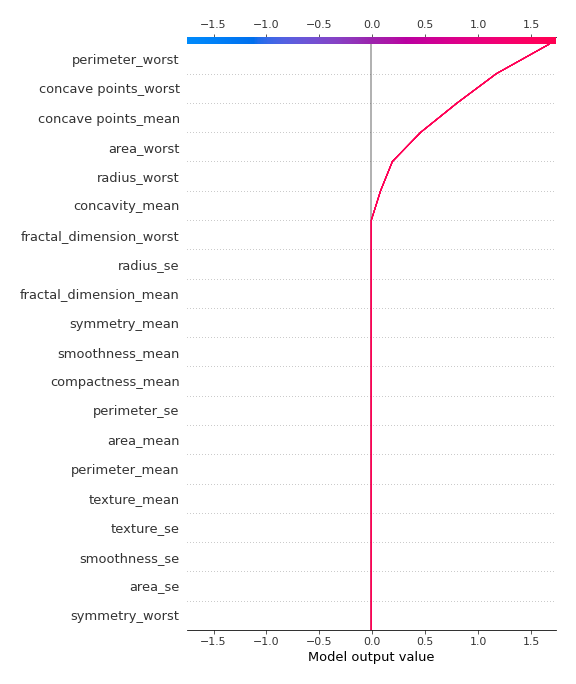 −1.5 −1.0 −0.5 0.0 0.5 1.0 1.5
perimeter_worst
concave points_worst
concave points_mean
area_worst
radius_worst
concavity_mean
fractal_dimension_worst
radius_se
fractal_dimension_mean
symmetry_mean
smoothness_mean
compactness_mean
perimeter_se
area_mean
perimeter_mean
texture_mean
texture_se
smoothness_se
area_se
symmetry_worst
−1.5 −1.0 −0.5 0.0 0.5 1.0 1.5
Model output value